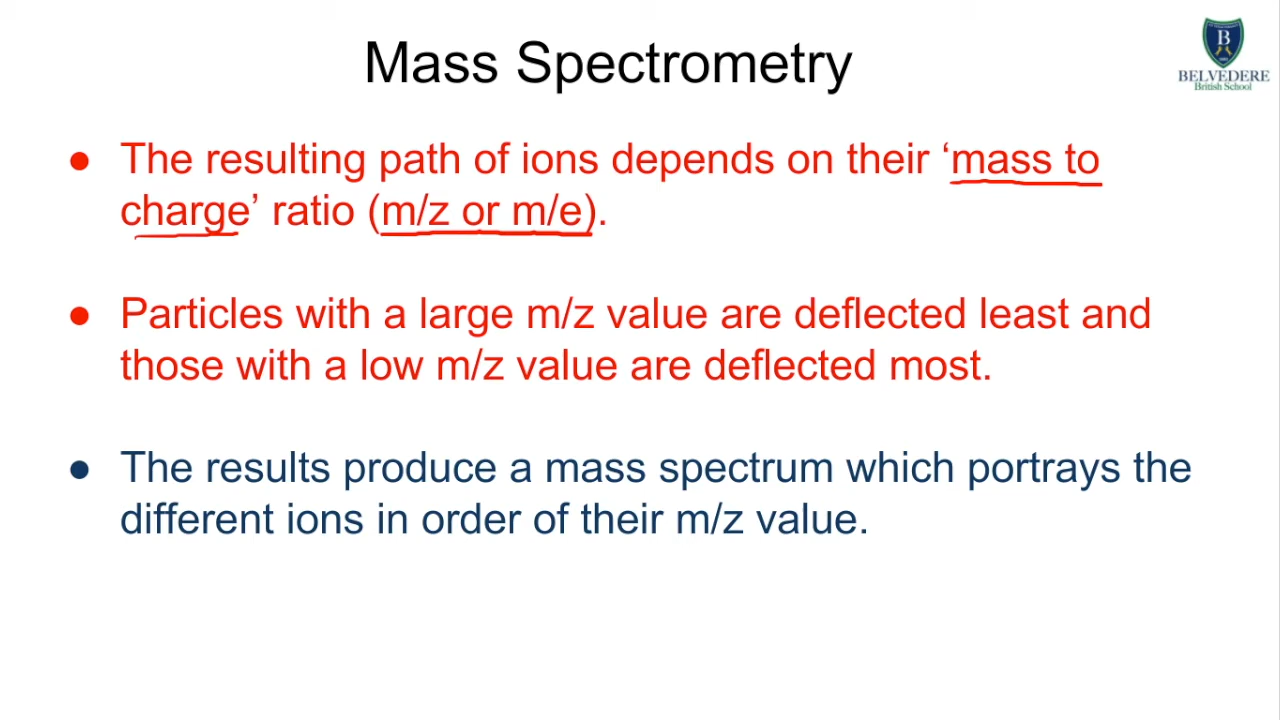 Mass Spectrometry
B
BELVEDERE
British School
● The resulting path of ions depends on their ‘mass to
charge’ ratio (m/z or m/e).
● Particles with a large m/z value are deflected least and
those with a low m/z value are deflected most.
● The results produce a mass spectrum which portrays the
different ions in order of their m/z value.